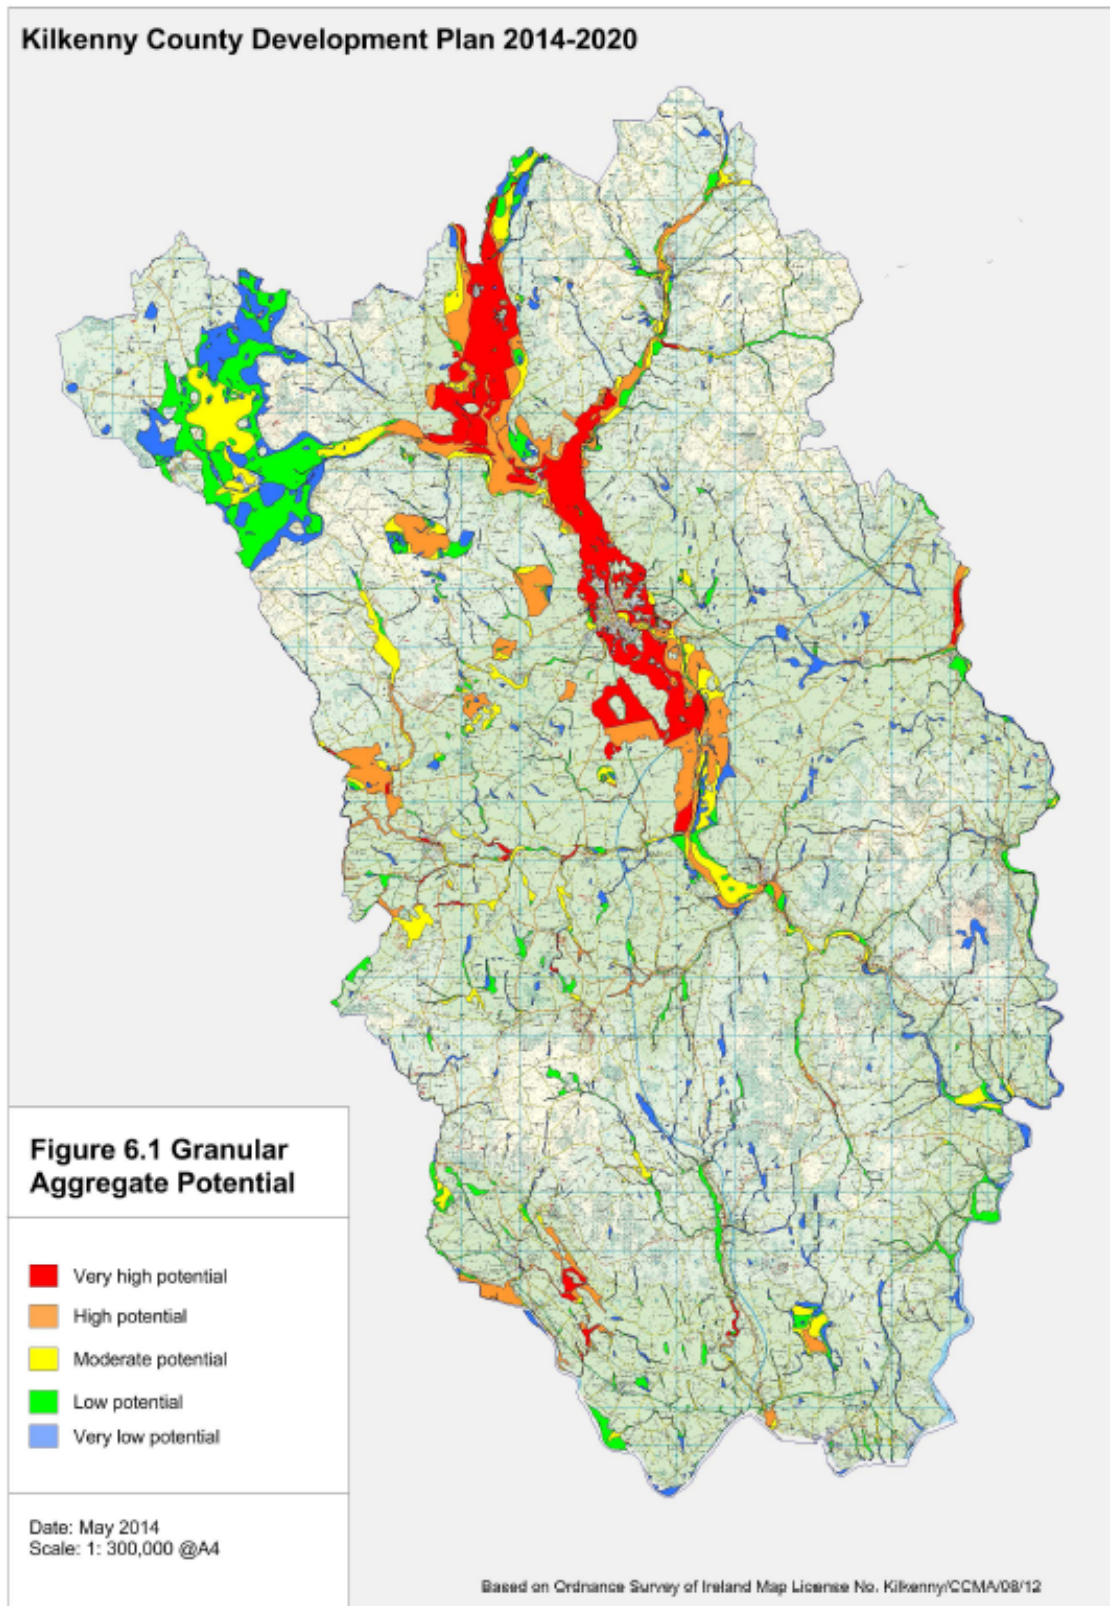 Kilkenny County Development Plan 2014-2020
Figure 6.1 Granular
Aggregate Potential
Very high potential
High potential
Moderate potential
Low potential
Very low potential
Date: May 2014
Scale: 1: 300,000 @A4
Based on Ordnance Survey of Ireland Map License No. Kilkenny/CCMA/08/12